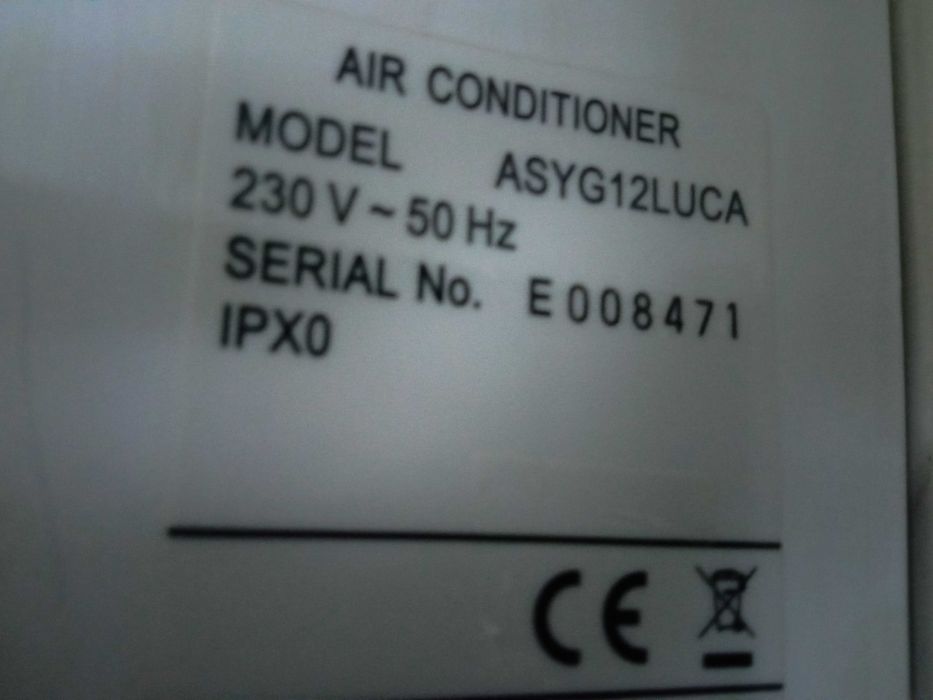 AIR CONDITIONER
MODEL ASYG12LUCA
230 V ~ 50 Hz
SERIAL No. E008471
IPX0
CE